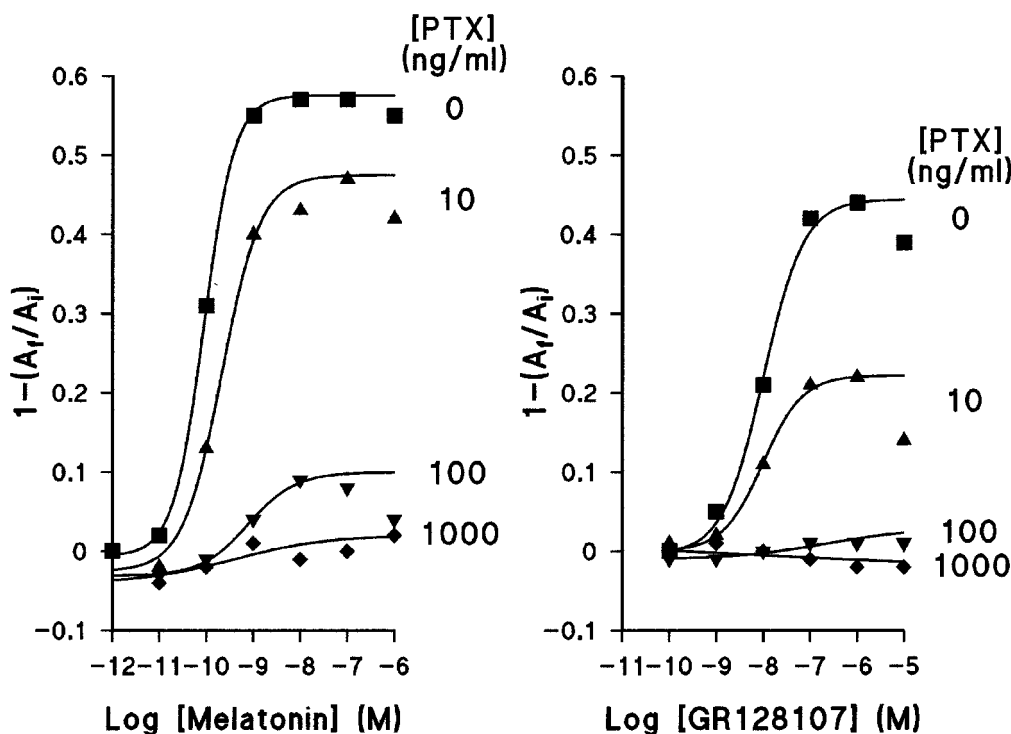 [PTX]
(ng/ml)
0.6
0.5
0.4
0.3
0.2
0.1
0
−0.1
1−(Af/Ai)
0
10
100
1000
−12 −11 −10 −9 −8 −7 −6
Log [Melatonin] (M)
[PTX]
(ng/ml)
0.6
0.5
0.4
0.3
0.2
0.1
0
−0.1
1−(Af/Ai)
0
10
100
1000
−11 −10 −9 −8 −7 −6 −5
Log [GR128107] (M)